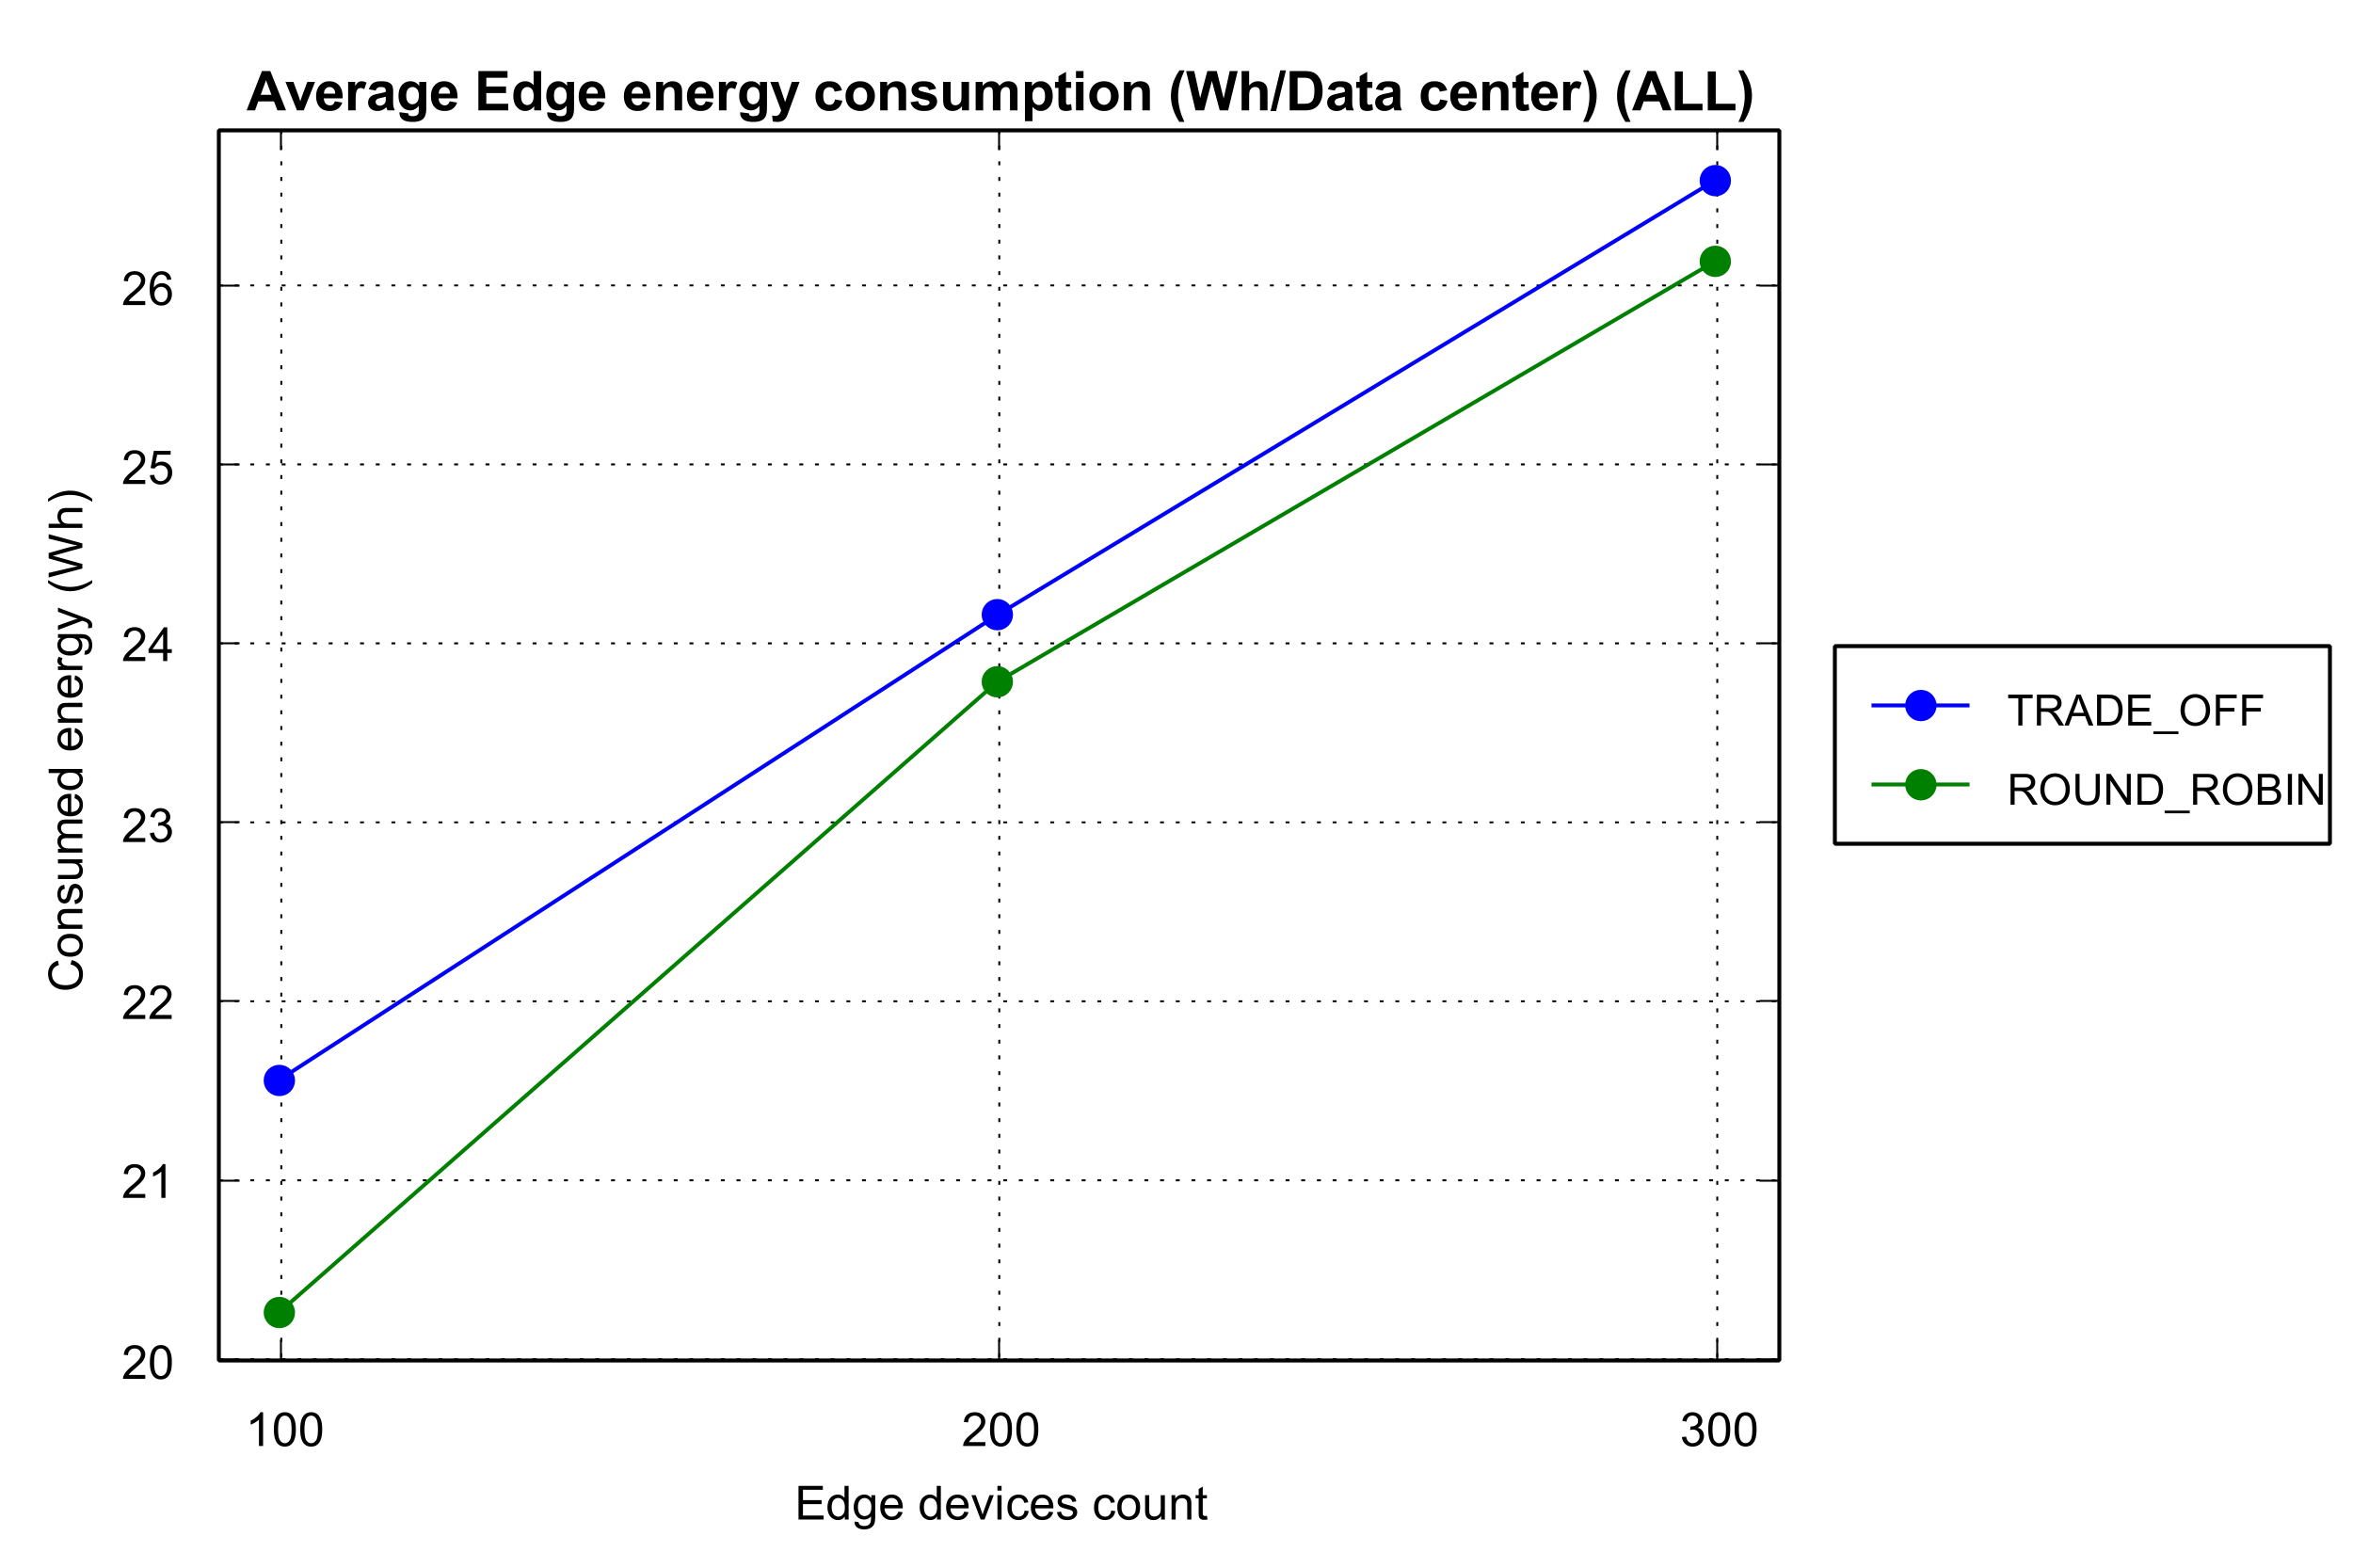 Average Edge energy consumption (Wh/Data center) (ALL)
Consumed energy (Wh)
26
25
24
23
22
21
20
100 200 300
Edge devices count
TRADE_OFF
ROUND_ROBIN